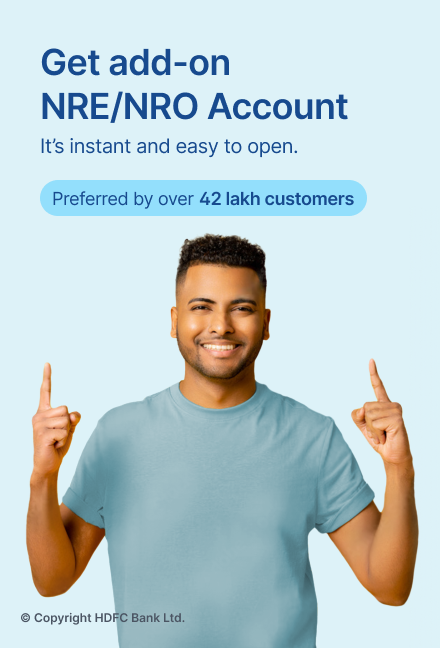 Get add-on
NRE/NRO Account
It’s instant and easy to open.
Preferred by over 42 lakh customers
© Copyright HDFC Bank Ltd.